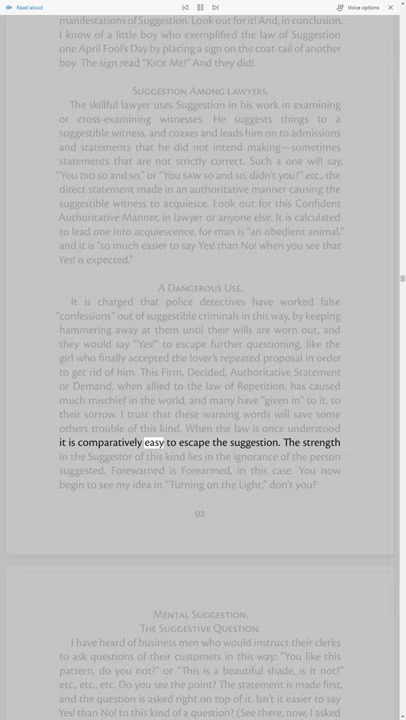 Read aloud
Voice options
manifestations of Suggestion. Look out for it! And, in conclusion,
I know of a little boy who exemplified the law of Suggestion
one April Fool's Day by placing a sign on the coat-tail of another
boy. The sign read "Kick Me!" And they did!
Suggestion Among Lawyers.
The skillful lawyer uses Suggestion in his work in examining
or cross-examining witnesses. He suggests things to a
suggestible witness, and coaxes and leads him on to admissions
and statements that he did not intend making—sometimes
statements that are not strictly correct. Such a one will say,
"You did so and so," or "You saw so and so, didn't you?" etc., the
direct statement made in an authoritative manner causing the
suggestible witness to acquiesce. Look out for this Confident
Authoritative Manner, in lawyer or anyone else. It is calculated
to lead one into acquiescence, for man is "an obedient animal,"
and it is "so much easier to say Yes! than No! when you see that
Yes! is expected."
A Dangerous Use.
It is charged that police detectives have worked false
"confessions" out of suggestible criminals in this way, by keeping
hammering away at them until their wills are worn out, and
they would say "Yes!" to escape further questioning, like the
girl who finally accepted the lover's repeated proposal in order
to get rid of him. This Firm, Decided, Authoritative Statement
or Demand, when allied to the law of Repetition, has caused
much mischief in the world, and many have "given in" to it, to
their sorrow. I trust that these warning words will save some
others trouble of this kind. When the law is once understood
it is comparatively easy to escape the suggestion. The strength
in the Suggestor of this kind lies in the ignorance of the person
suggested. Forewarned is Forearmed, in this case. You now
begin to see my idea in "Turning on the Light," don't you?
92
Mental Suggestion.
The Suggestive Question.
I have heard of business men who would instruct their clerks
to ask questions of their customers in this way: "You like this
pattern, do you not?" or "This is a beautiful shade, is it not?"
etc., etc., etc. Do you see the point? The statement is made first,
and the question is asked right on top of it. Isn't it easier to say
Yes! than No! to this kind of a question? (See there, now, I asked